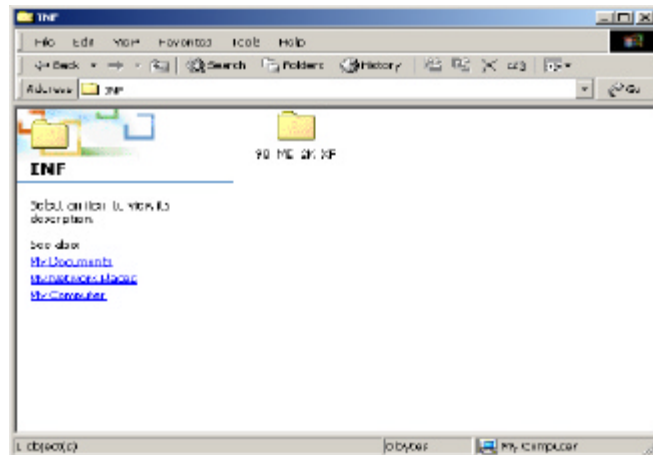 INF
File Edit View Favorites Tools Help
Back Search Folders History
Address INF Go
98 ME 2K XP
INF
Select an item to view its
description.
See also:
My Documents
My Network Places
My Computer
1 object(s) 0 bytes My Computer